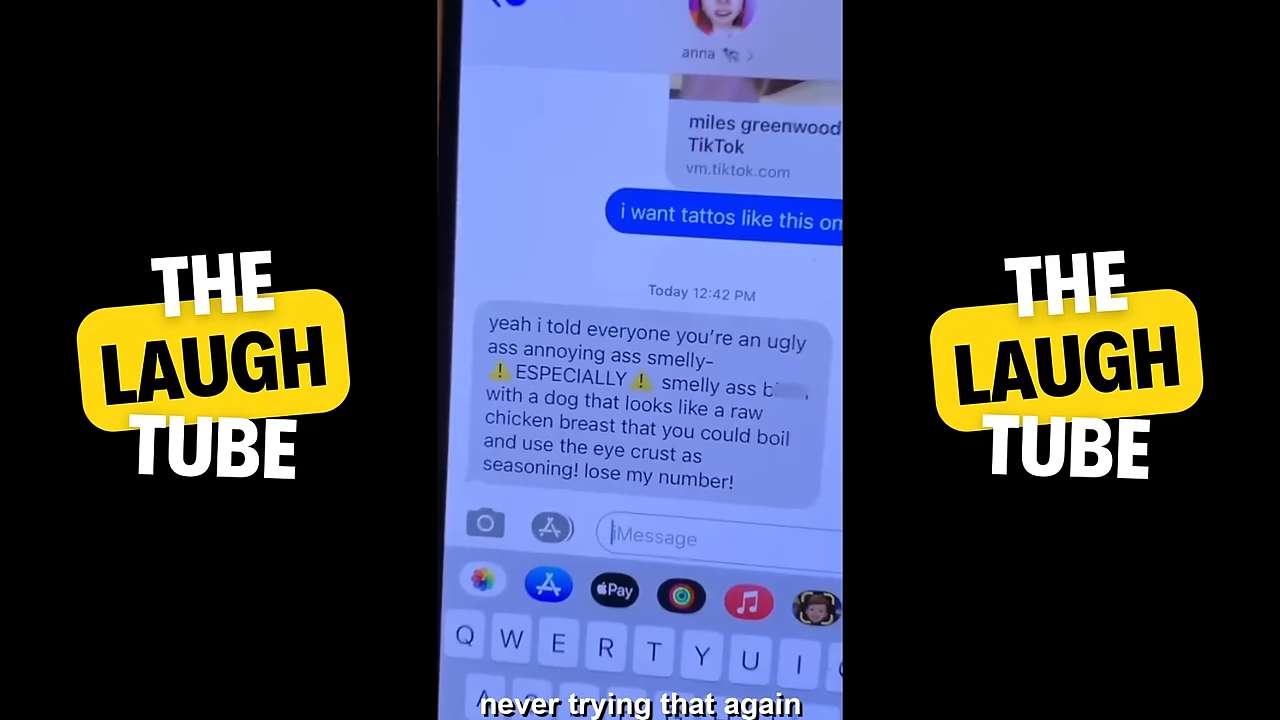 THE
LAUGH
TUBE
anna
miles greenwood
TikTok
vm.tiktok.com
i want tattos like this on
Today 12:42 PM
yeah i told everyone you're an ugly
ass annoying ass smelly-
⚠️ESPECIALLY⚠️ smelly ass b
with a dog that looks like a raw
chicken breast that you could boil
and use the eye crust as
seasoning! lose my number!
iMessage
Pay
Q W E R T Y U I
never trying that again
THE
LAUGH
TUBE